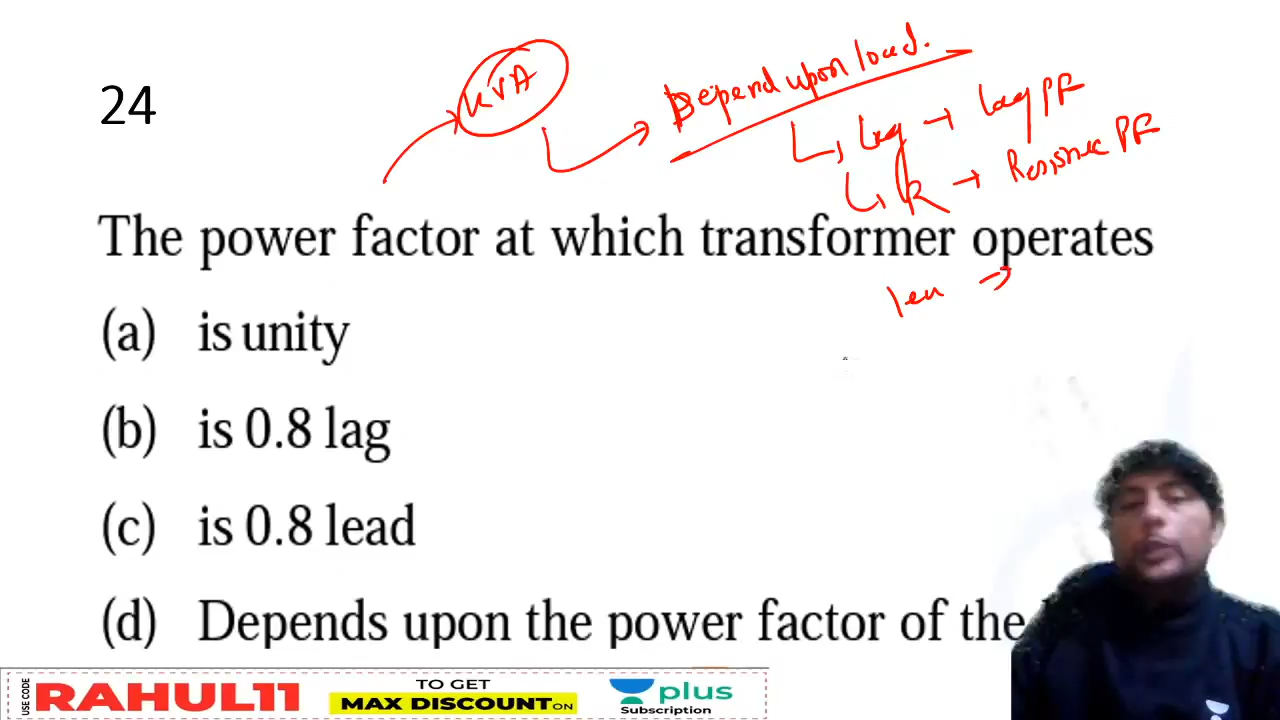 KVA
Depend upon load.
24
Lag → Lag PF
R → Resistive PF
The power factor at which transformer operates
(a) is unity
(b) is 0.8 lag
(c) is 0.8 lead
(d) Depends upon the power factor of the
USE CODE
RAHUL11
TO GET
MAX DISCOUNT ON
plus
Subscription